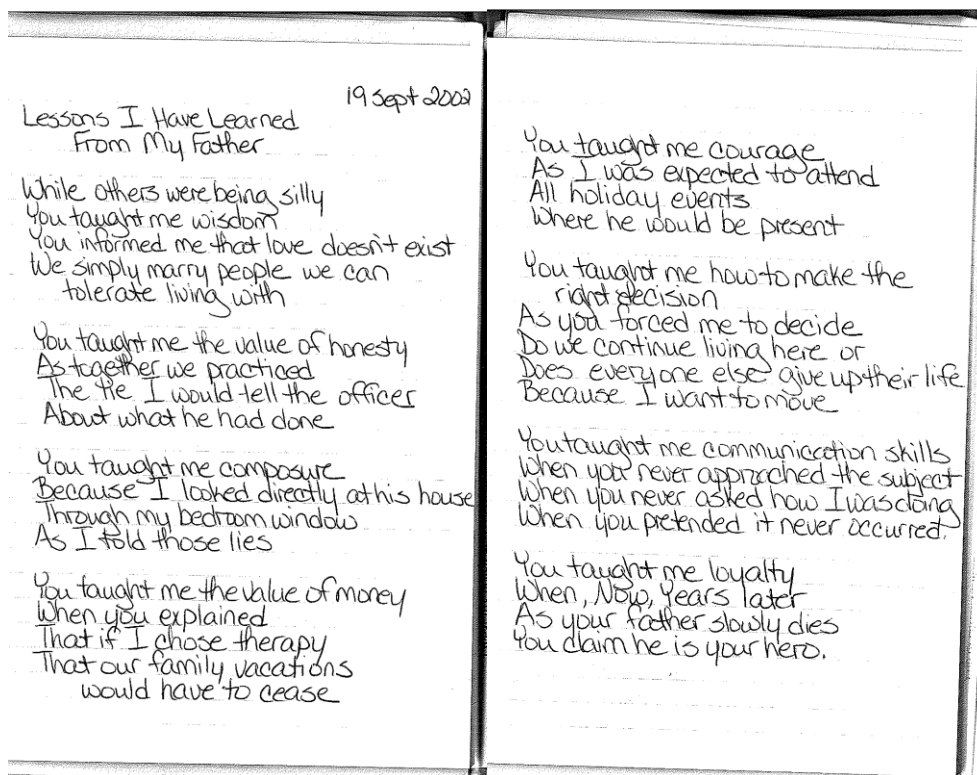 19 Sept 2002
Lessons I Have Learned
From My Father
While others were being silly
You taught me wisdom
You informed me that love doesn't exist
We simply marry people we can
tolerate living with
You taught me the value of honesty
As together we practiced
The lie I would tell the officer
About what he had done
You taught me composure
Because I looked directly at his house
Through my bedroom window
As I told those lies
You taught me the value of money
When you explained
That if I chose therapy
That our family vacations
would have to cease
You taught me courage
As I was expected to attend
All holiday events
Where he would be present
You taught me how to make the
right decision
As you forced me to decide
Do we continue living here or
Does everyone else give up their life
Because I want to move
You taught me communication skills
When you never approached the subject
When you never asked how I was doing
When you pretended it never occurred.
You taught me loyalty
When, Now, Years later
As your father slowly dies
You claim he is your hero.